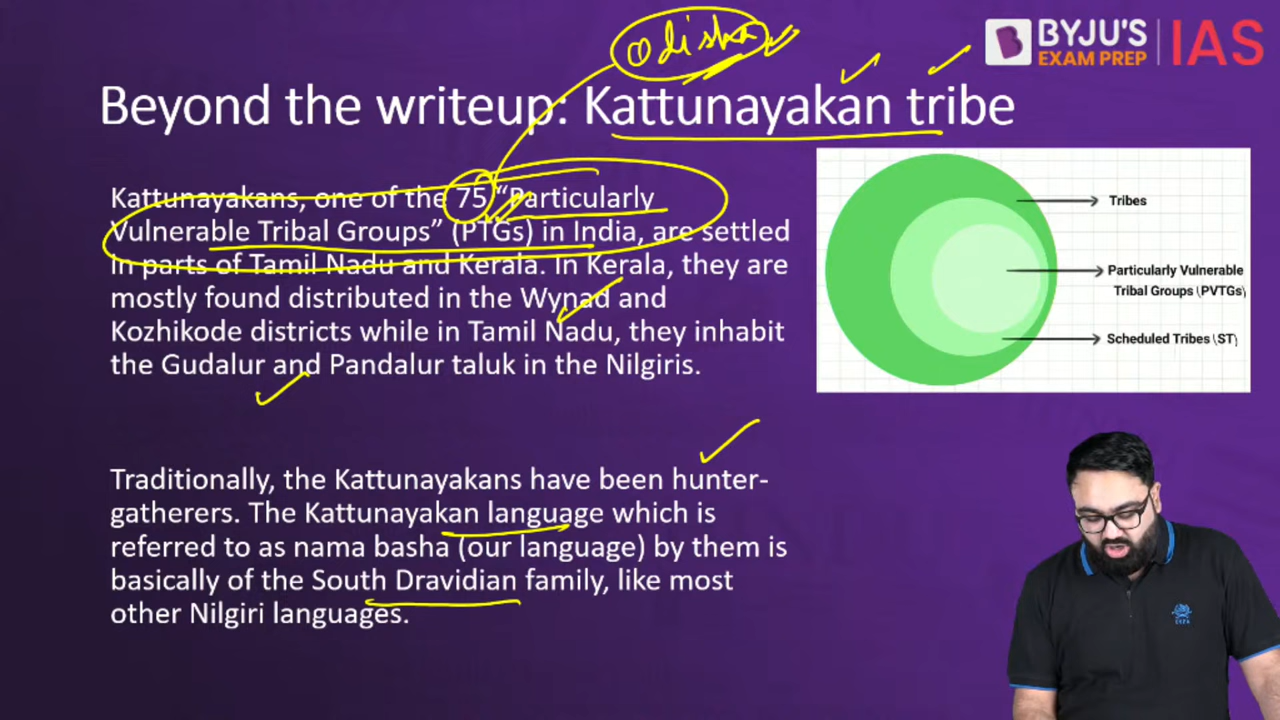 Odisha
BYJU'S
EXAM PREP
IAS
Beyond the writeup: Kattunayakan tribe
Kattunayakans, one of the 75 “Particularly
Vulnerable Tribal Groups” (PTGs) in India, are settled
in parts of Tamil Nadu and Kerala. In Kerala, they are
mostly found distributed in the Wynad and
Kozhikode districts while in Tamil Nadu, they inhabit
the Gudalur and Pandalur taluk in the Nilgiris.
Traditionally, the Kattunayakans have been hunter-
gatherers. The Kattunayakan language which is
referred to as nama basha (our language) by them is
basically of the South Dravidian family, like most
other Nilgiri languages.
Tribes
Particularly Vulnerable
Tribal Groups (PVTGs)
Scheduled Tribes (ST)